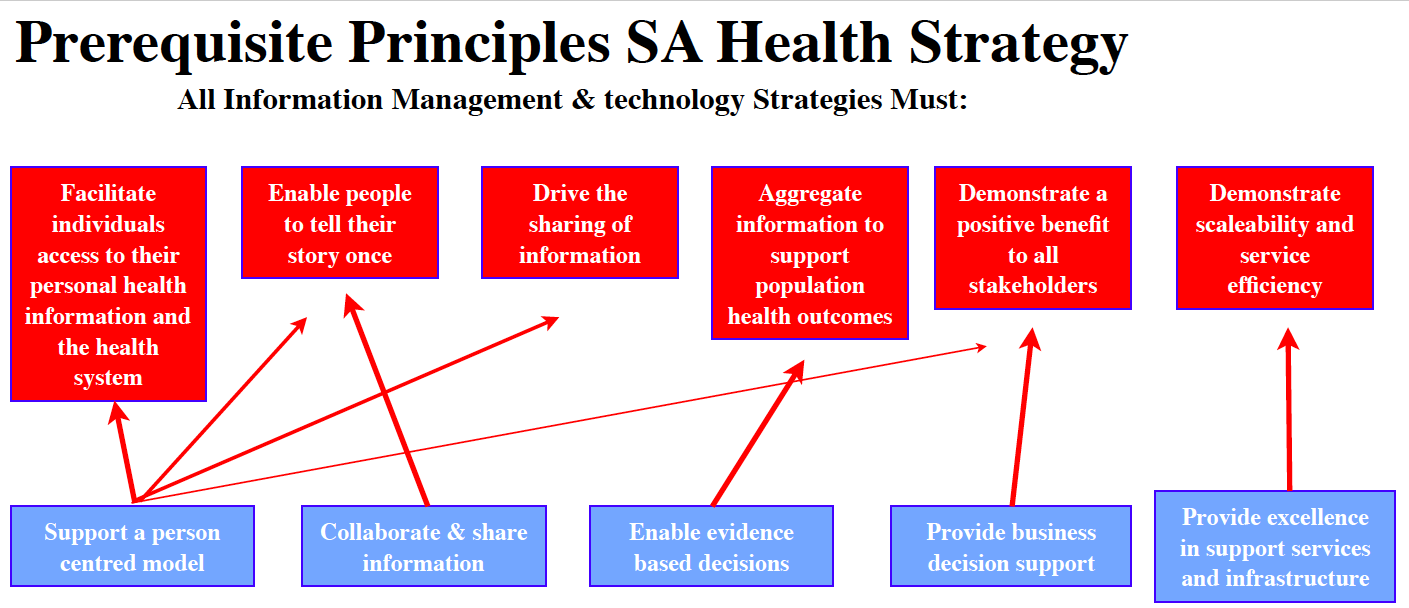 Prerequisite Principles SA Health Strategy
All Information Management & technology Strategies Must:
Facilitate
individuals
access to their
personal health
information and
the health
system
Enable people
to tell their
story once
Drive the
sharing of
information
Aggregate
information to
support
population
health outcomes
Demonstrate a
positive benefit
to all
stakeholders
Demonstrate
scaleability and
service
efficiency
Support a person
centred model
Collaborate & share
information
Enable evidence
based decisions
Provide business
decision support
Provide excellence
in support services
and infrastructure